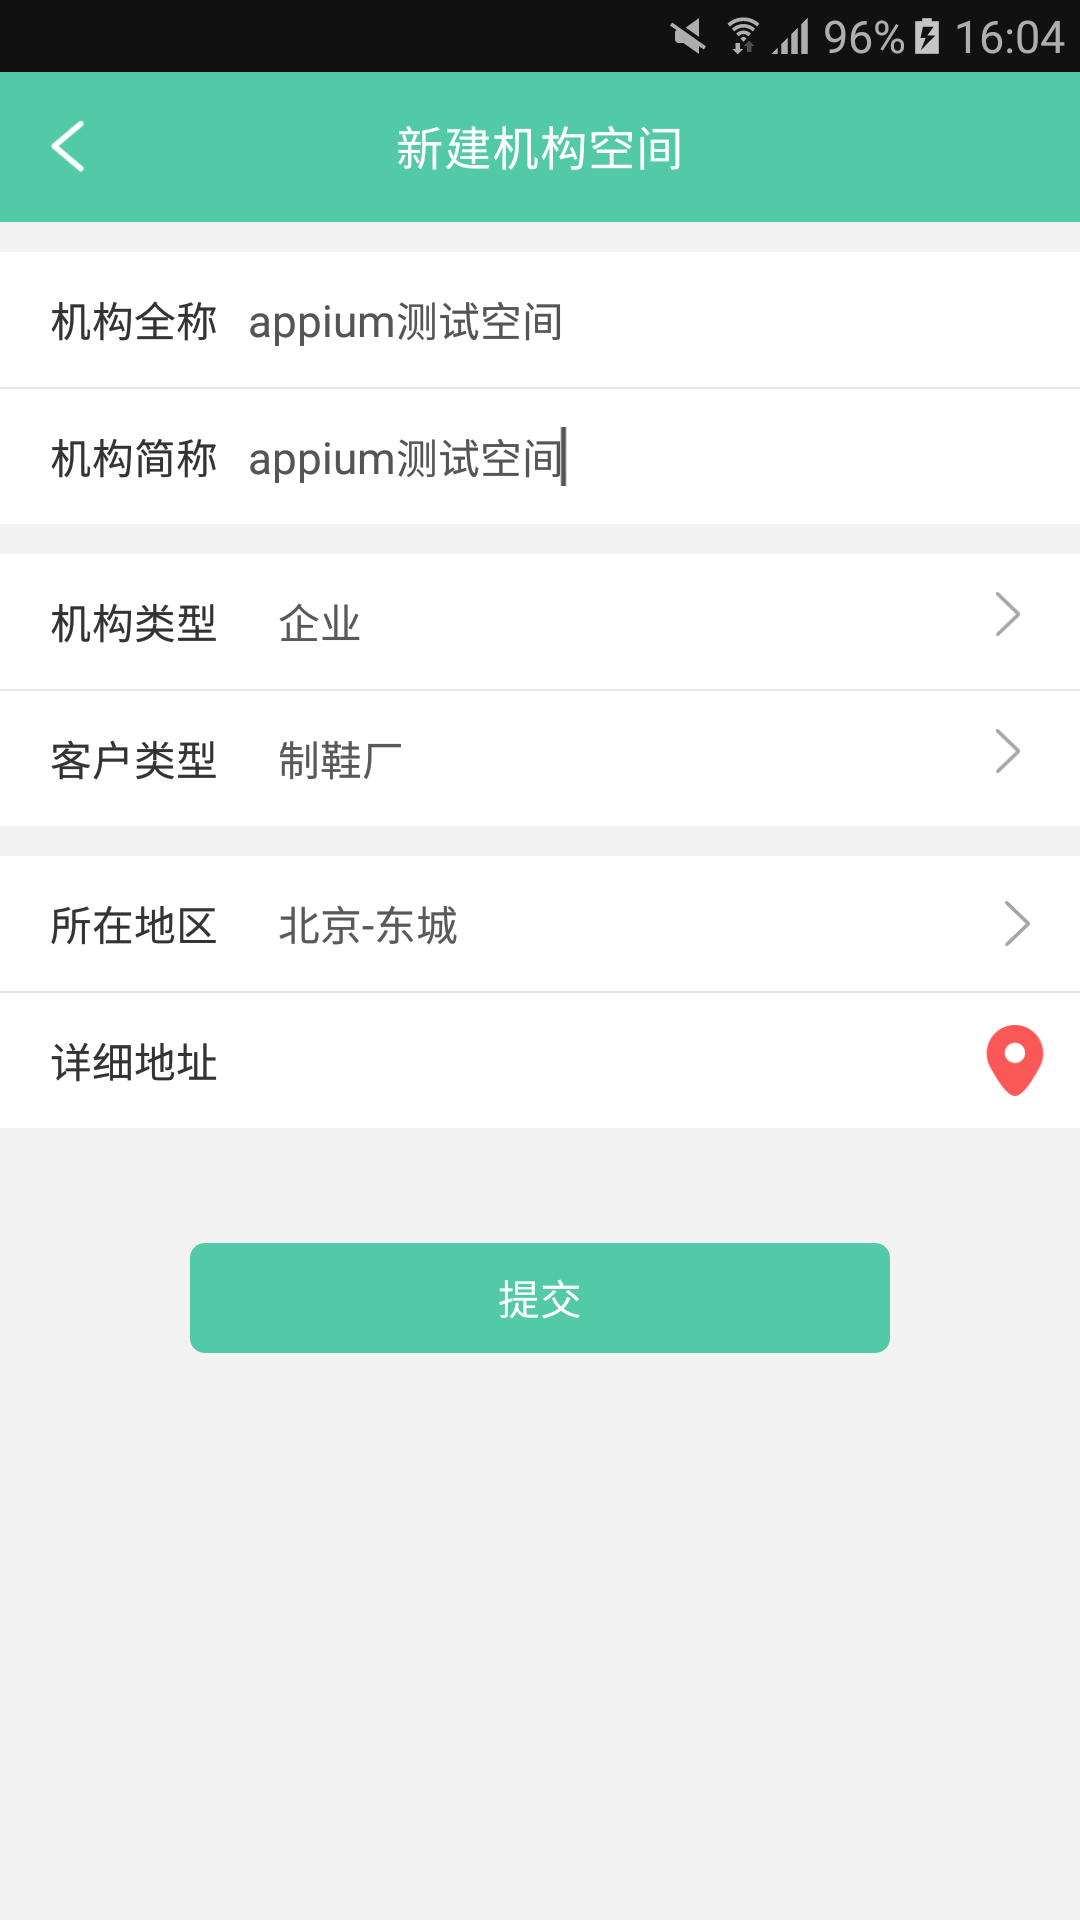 96% 16:04
新建机构空间
机构全称 appium测试空间
机构简称 appium测试空间
机构类型 企业
客户类型 制鞋厂
所在地区 北京-东城
详细地址
提交